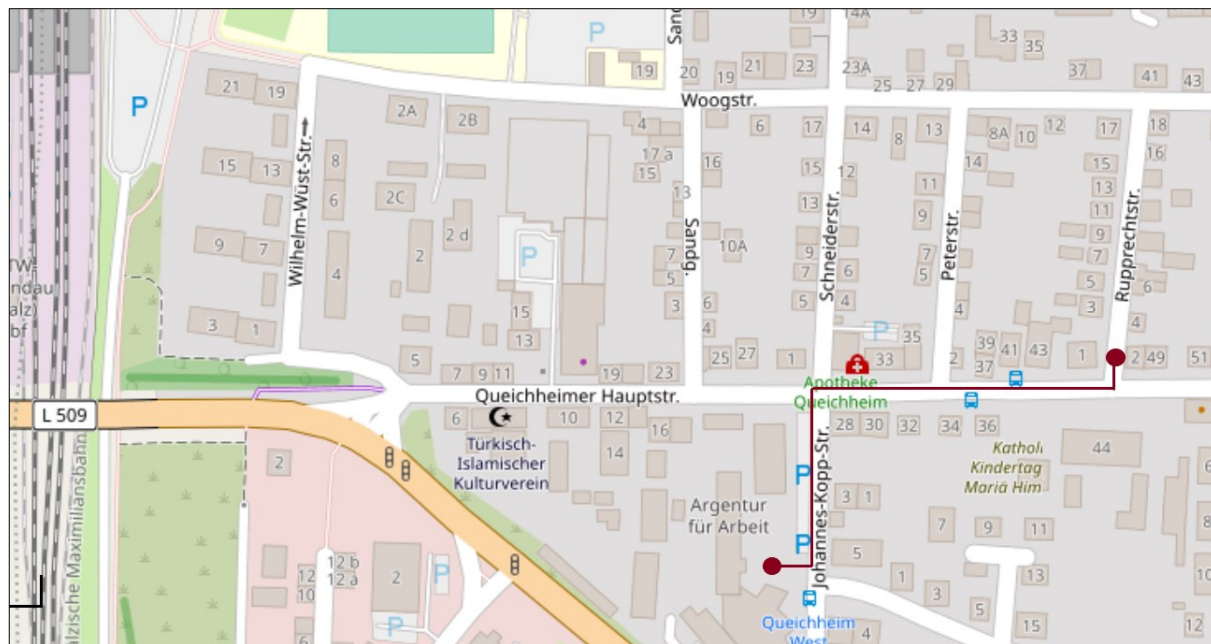 14A
33
35
19
20
19
21
23
23A
25
27
29
37
41
43
P
P
21
19
2A
2B
Woogstr.
4
6
17
14
8
13
8A
10
12
17
18
15
13
8
6
2C
2 d
17 a
15
13
16
15
13
12
11
9
14
15
13
11
9
7
16
9
7
Wilhelm-Wüst-Str.
4
2
P
Sandg.
10A
Schneiderstr.
Peterstr.
Rupprechtstr.
7
5
3
6
4
9
7
5
6
4
7
5
4
5
3
6
4
3
1
5
15
13
7
9
11
19
23
25
27
1
P
33
35
2
39
37
41
43
1
2
49
51
L 509
Queichheimer Hauptstr.
Apotheke
Queichheim
6
10
12
14
16
28
30
32
34
36
44
Türkisch-
Islamischer
Kulturverein
Katholi
Kindertag
Mariä Him
2
Argentur
für Arbeit
P
P
Johannes-Kopp-Str.
3
1
7
9
11
5
1
3
5
13
15
12 b
12 a
12
10
2
P
P
6
4
Queichheim
West
alzische Maximiliansbahn
10
12
8